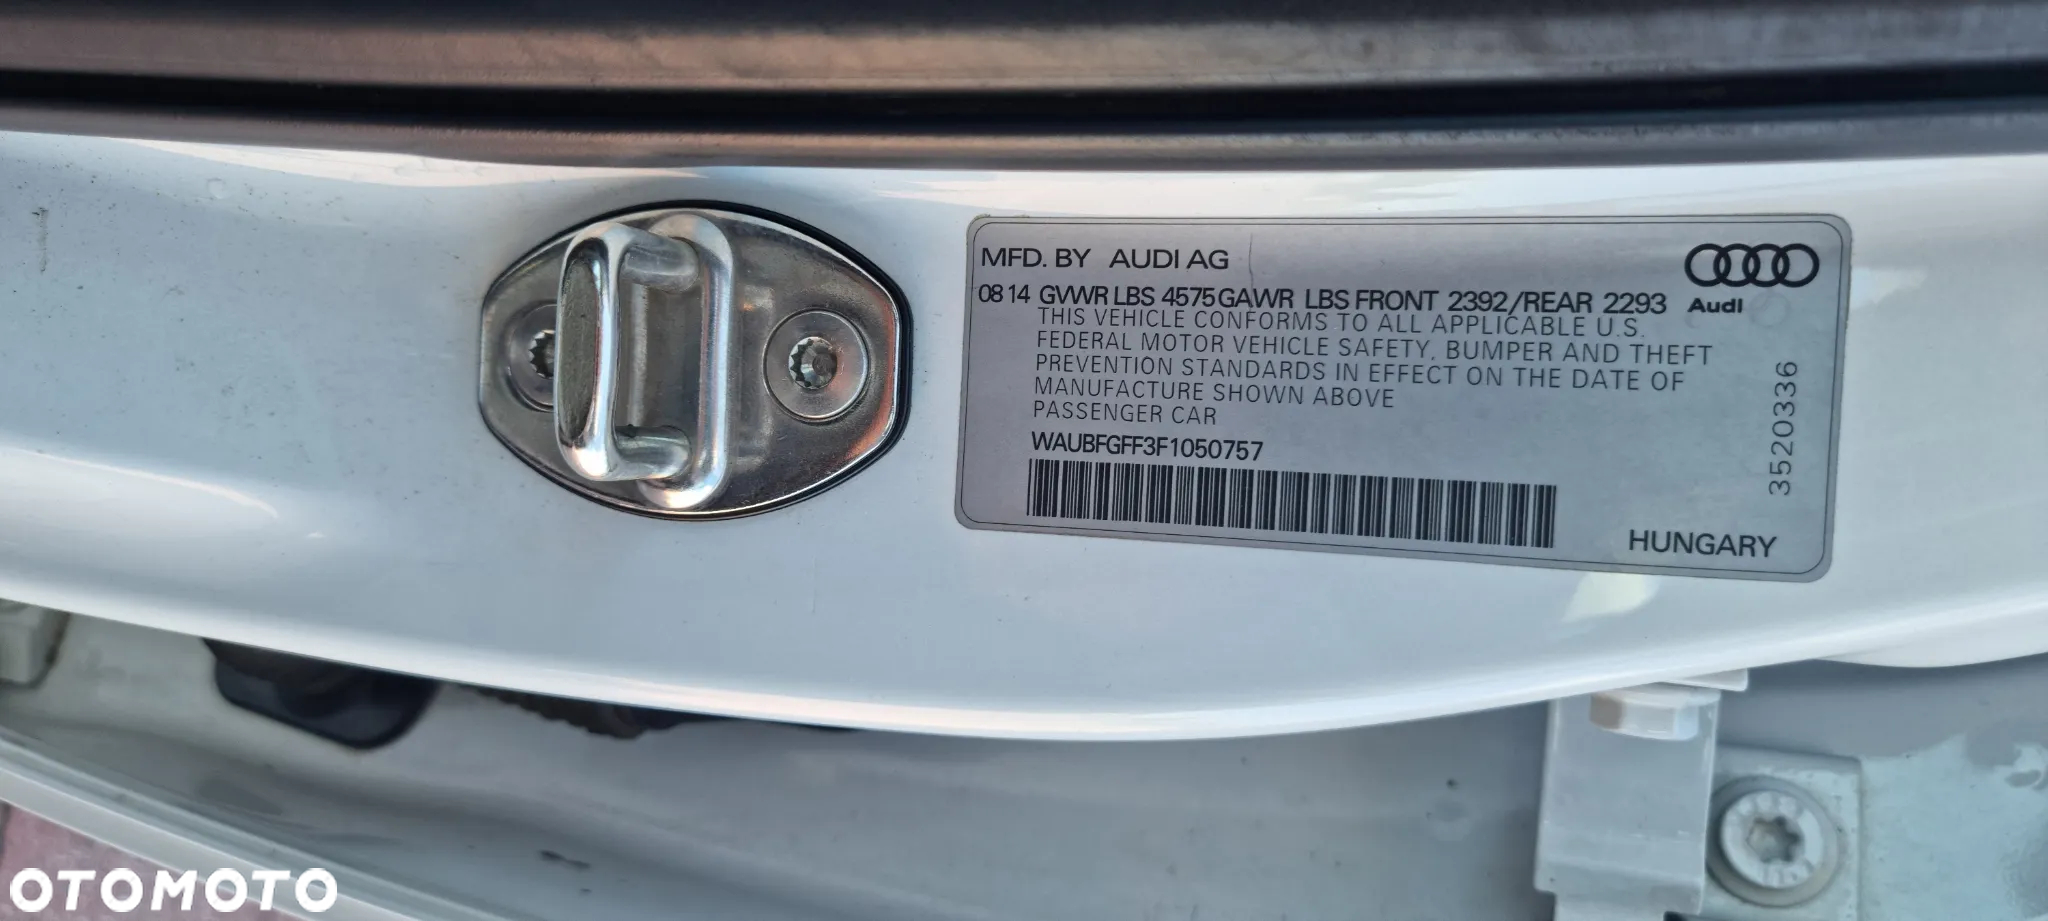 MFD. BY AUDI AG
08 14 GVWR LBS 4575 GAWR LBS FRONT 2392/REAR 2293
Audi
THIS VEHICLE CONFORMS TO ALL APPLICABLE U.S.
FEDERAL MOTOR VEHICLE SAFETY, BUMPER AND THEFT
PREVENTION STANDARDS IN EFFECT ON THE DATE OF
MANUFACTURE SHOWN ABOVE
PASSENGER CAR
WAUBFGFF3F1050757
HUNGARY
3520336
OTOMOTO